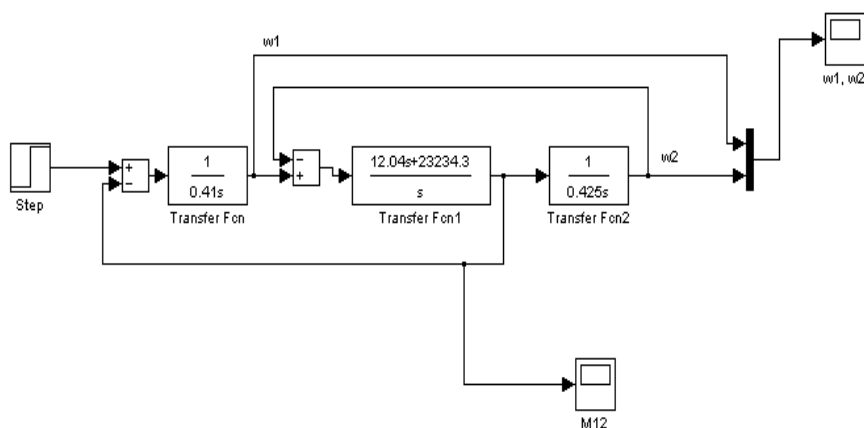 w1
w1, w2
Step
+
−
1
0.41s
Transfer Fcn
−
+
12.04s+23234.3
s
Transfer Fcn1
1
0.425s
Transfer Fcn2
w2
M12